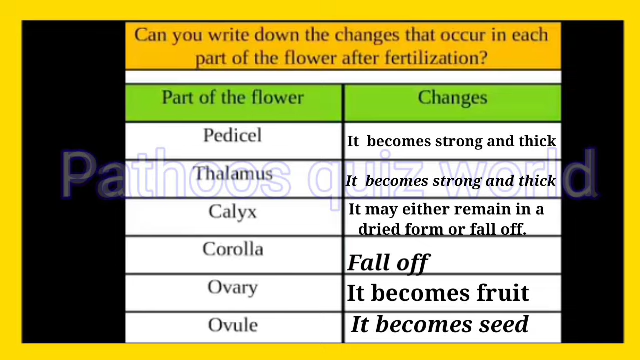 Can you write down the changes that occur in each
part of the flower after fertilization?
Part of the flower Changes
Pedicel It becomes strong and thick
Thalamus It becomes strong and thick
Pathoos quiz world
Calyx It may either remain in a
dried form or fall off.
Corolla Fall off
Ovary It becomes fruit
Ovule It becomes seed